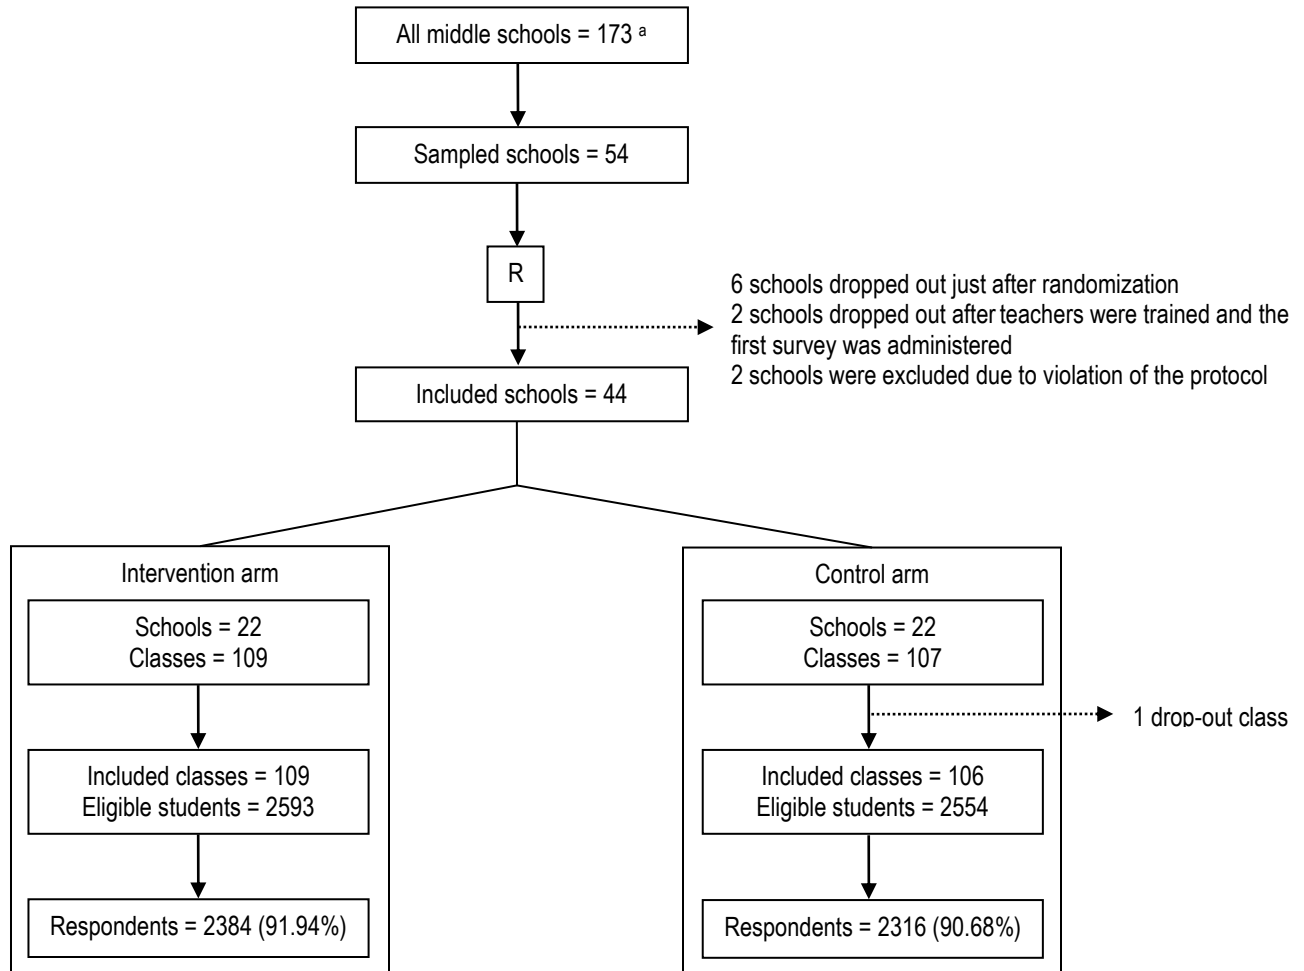 All middle schools = 173 a
Sampled schools = 54
R
6 schools dropped out just after randomization
2 schools dropped out after teachers were trained and the
first survey was administered
2 schools were excluded due to violation of the protocol
Included schools = 44
Intervention arm
Schools = 22
Classes = 109
Included classes = 109
Eligible students = 2593
Respondents = 2384 (91.94%)
Control arm
Schools = 22
Classes = 107
1 drop-out class
Included classes = 106
Eligible students = 2554
Respondents = 2316 (90.68%)